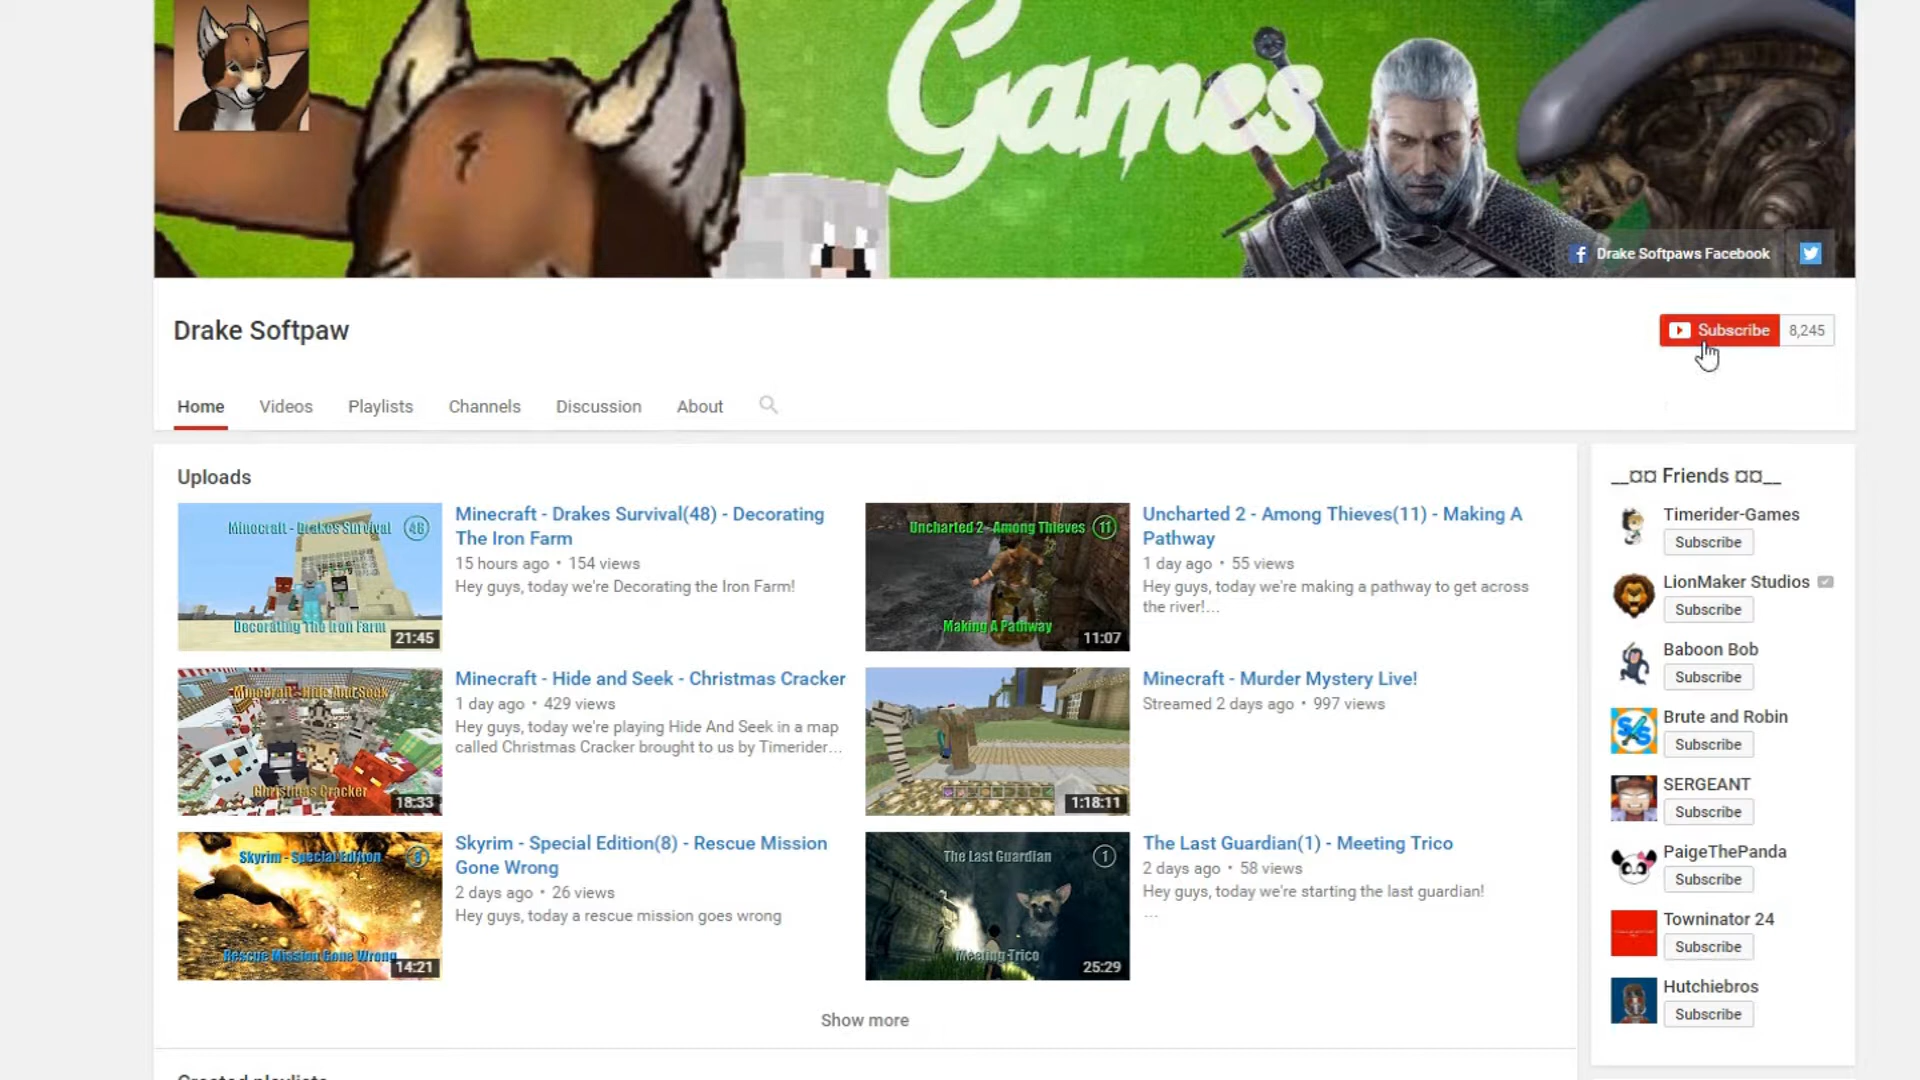 Games
Drake Softpaws Facebook
Drake Softpaw
Subscribe 8,245
Home Videos Playlists Channels Discussion About
Uploads
Minecraft - Drakes Survival 48
Decorating The Iron Farm
21:45
Minecraft - Drakes Survival(48) - Decorating
The Iron Farm
15 hours ago • 154 views
Hey guys, today we're Decorating the Iron Farm!
Uncharted 2 - Among Thieves 11
Making A Pathway
11:07
Uncharted 2 - Among Thieves(11) - Making A
Pathway
1 day ago • 55 views
Hey guys, today we're making a pathway to get across
the river!...
Minecraft - Hide And Seek
Christmas Cracker
18:33
Minecraft - Hide and Seek - Christmas Cracker
1 day ago • 429 views
Hey guys, today we're playing Hide And Seek in a map
called Christmas Cracker brought to us by Timerider...
1:18:11
Minecraft - Murder Mystery Live!
Streamed 2 days ago • 997 views
Skyrim - Special Edition 8
Rescue Mission Gone Wrong
14:21
Skyrim - Special Edition(8) - Rescue Mission
Gone Wrong
2 days ago • 26 views
Hey guys, today a rescue mission goes wrong
The Last Guardian 1
Meeting Trico
25:29
The Last Guardian(1) - Meeting Trico
2 days ago • 58 views
Hey guys, today we're starting the last guardian!
...
Show more
__¤¤ Friends ¤¤__
Timerider-Games
Subscribe
LionMaker Studios
Subscribe
Baboon Bob
Subscribe
Brute and Robin
Subscribe
SERGEANT
Subscribe
PaigeThePanda
Subscribe
Towninator 24
Subscribe
Hutchiebros
Subscribe
Created playlists